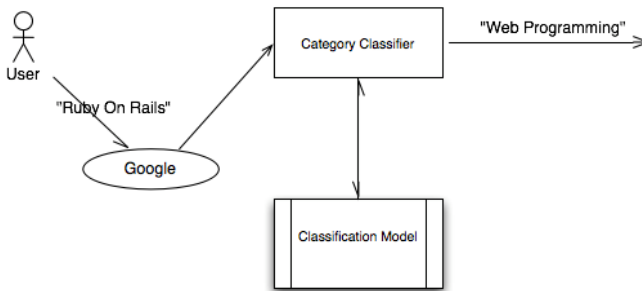 User
"Ruby On Rails"
Google
Category Classifier
"Web Programming"
Classification Model